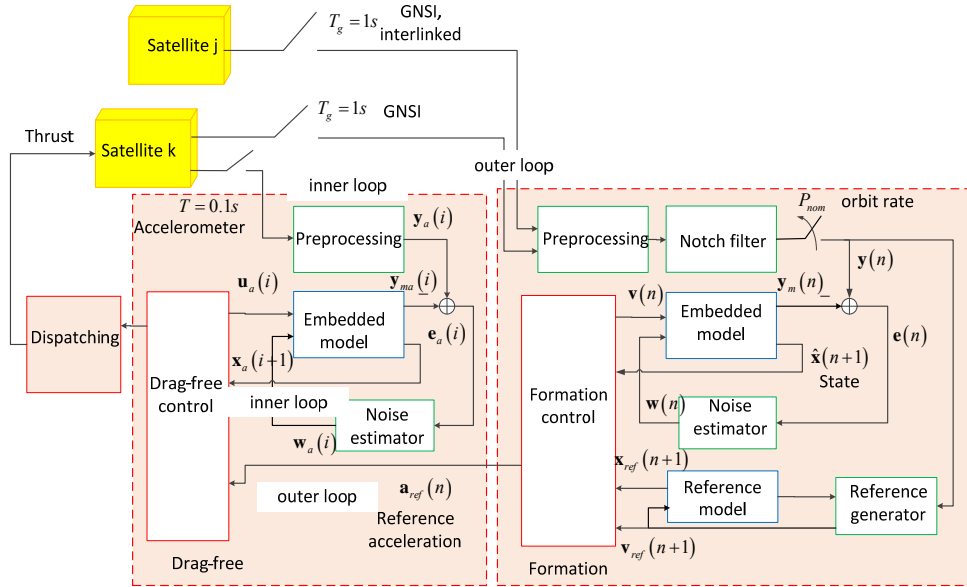 Satellite j
T_g = 1s
GNSI,
interlinked
Satellite k
T_g = 1s
GNSI
Thrust
outer loop
inner loop
T = 0.1s
Accelerometer
Preprocessing
y_a(i)
u_a(i)
y_ma(i)
–
Embedded
model
e_a(i)
Dispatching
x_a(i+1)
Drag-free
control
inner loop
Noise
estimator
w_a(i)
outer loop
a_ref(n)
Reference
acceleration
Drag-free
P_nom
orbit rate
Preprocessing
Notch filter
y(n)
v(n)
y_m(n)
–
Embedded
model
e(n)
x̂(n+1)
State
Formation
control
w(n)
Noise
estimator
x_ref(n+1)
Reference
model
Reference
generator
v_ref(n+1)
Formation